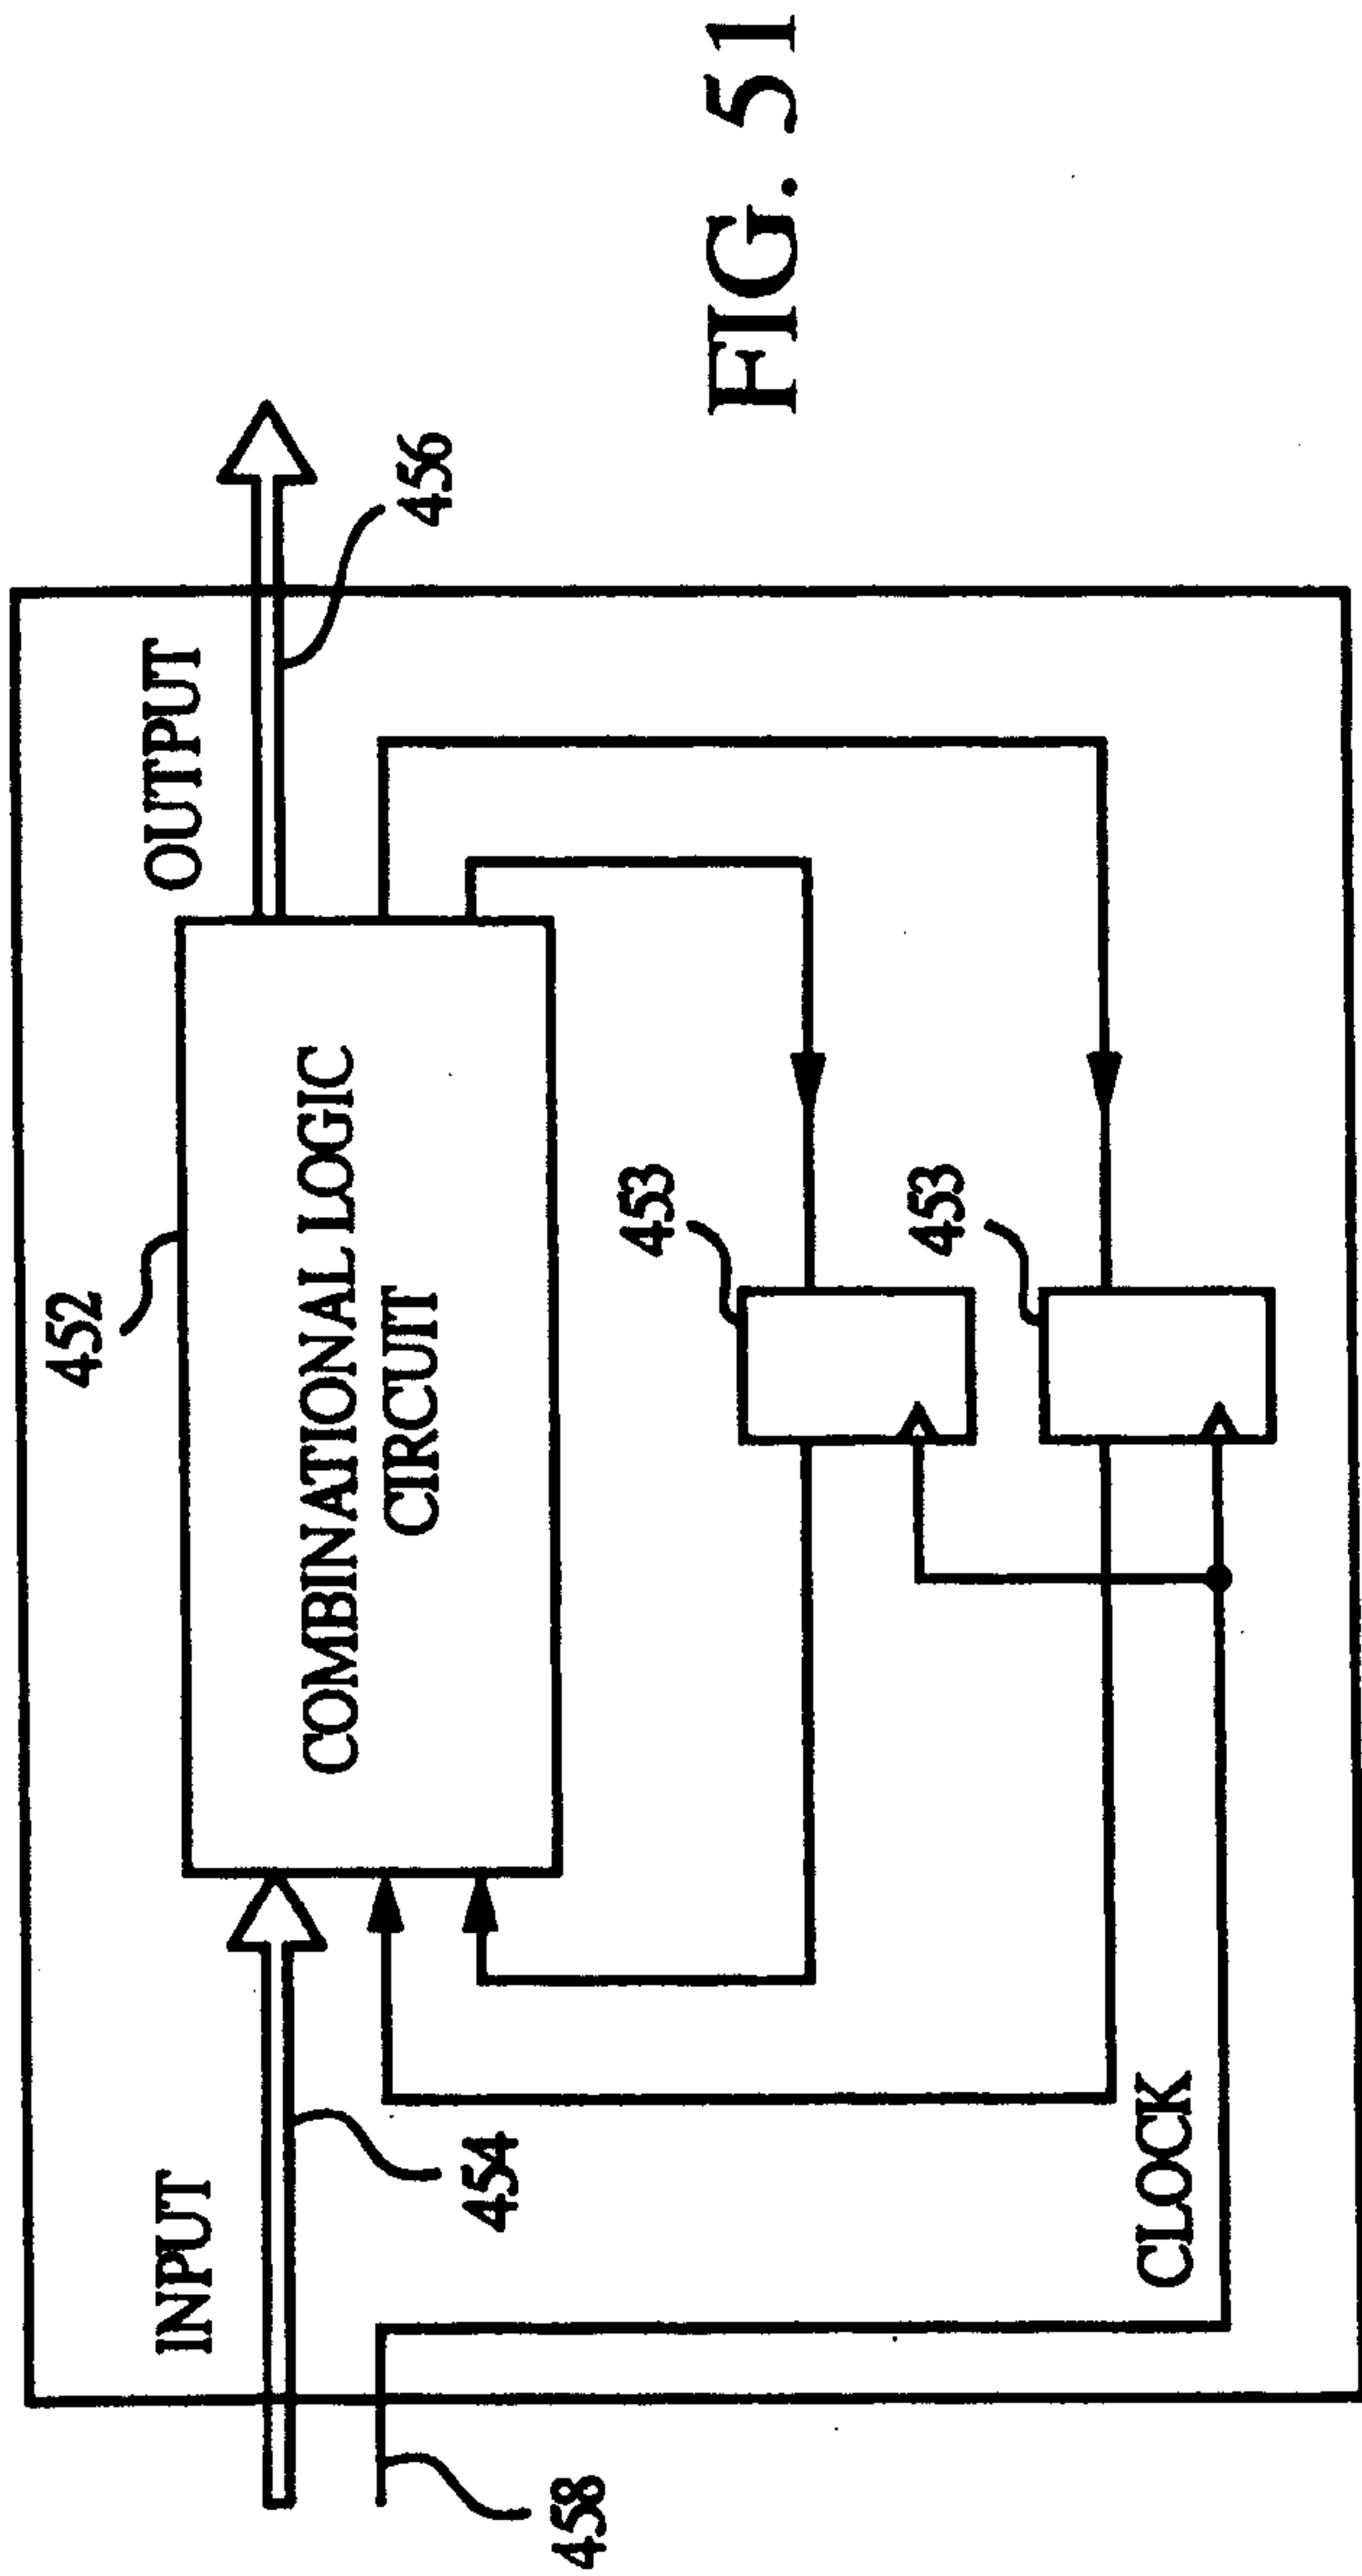 452
OUTPUT
INPUT
COMBINATIONAL LOGIC
CIRCUIT
456
454
458
453
453
CLOCK
FIG. 51